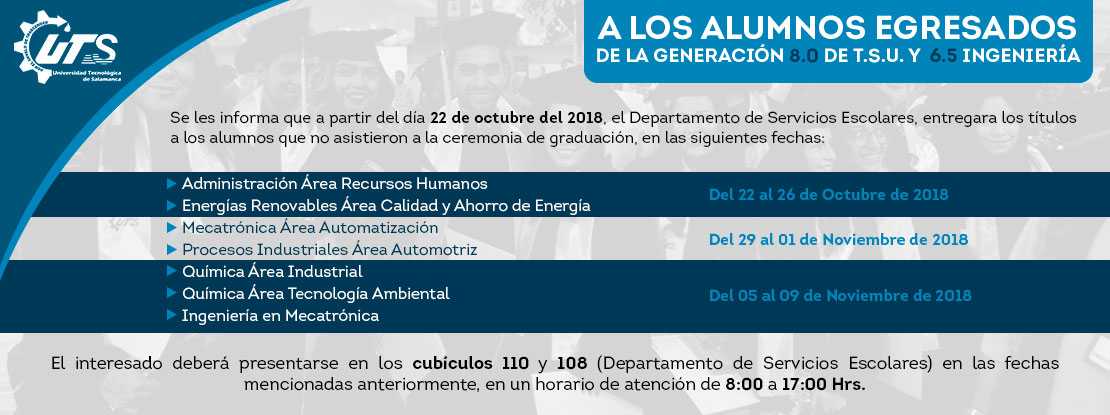 UTS
Universidad Tecnológica
de Salamanca
A LOS ALUMNOS EGRESADOS
DE LA GENERACIÓN 8.0 DE T.S.U. Y 6.5 INGENIERÍA
Se les informa que a partir del día 22 de octubre del 2018, el Departamento de Servicios Escolares, entregara los títulos
a los alumnos que no asistieron a la ceremonia de graduación, en las siguientes fechas:
Administración Área Recursos Humanos
Energías Renovables Área Calidad y Ahorro de Energía
Del 22 al 26 de Octubre de 2018
Mecatrónica Área Automatización
Procesos Industriales Área Automotriz
Del 29 al 01 de Noviembre de 2018
Química Área Industrial
Química Área Tecnología Ambiental
Ingeniería en Mecatrónica
Del 05 al 09 de Noviembre de 2018
El interesado deberá presentarse en los cubículos 110 y 108 (Departamento de Servicios Escolares) en las fechas
mencionadas anteriormente, en un horario de atención de 8:00 a 17:00 Hrs.